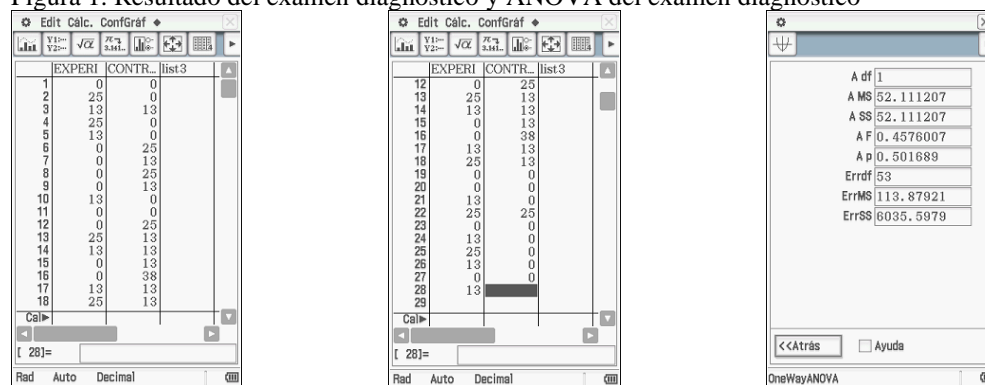 Figura 1. Resultado del examen diagnóstico y ANOVA del examen diagnóstico
Edit Cálc. ConfGráf
EXPERI CONTR… list3
1 0 0
2 25 0
3 13 13
4 25 0
5 13 0
6 0 25
7 0 13
8 0 25
9 0 13
10 13 0
11 0 0
12 0 25
13 25 13
14 13 13
15 0 13
16 0 38
17 13 13
18 25 13
Cal
[ 28]=
Rad Auto Decimal
Edit Cálc. ConfGráf
EXPERI CONTR… list3
12 0 25
13 25 13
14 13 13
15 0 13
16 0 38
17 13 13
18 25 13
19 0 0
20 0 0
21 13 0
22 25 25
23 0 0
24 13 0
25 25 0
26 13 0
27 0 0
28 13
29
Cal
[ 28]=
Rad Auto Decimal
A df 1
A MS 52.111207
A SS 52.111207
A F 0.4576007
A p 0.501689
Errdf 53
ErrMS 113.87921
ErrSS 6035.5979
<<Atrás Ayuda
OneWayANOVA